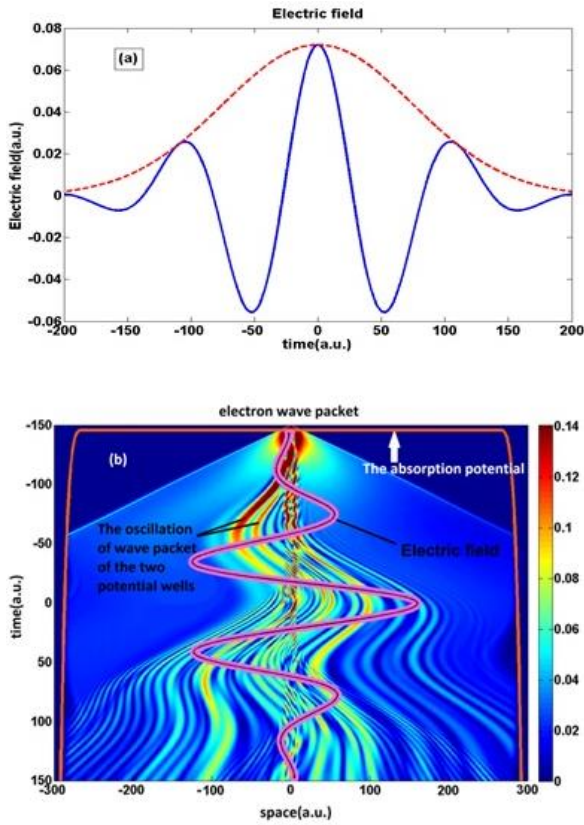 Electric field
0.08
(a)
0.06
0.04
0.02
0
-0.02
-0.04
-0.06
Electric field(a.u.)
-200 -150 -100 -50 0 50 100 150 200
time(a.u.)
electron wave packet
-150
(b)
The absorption potential
-100
The oscillation
of wave packet
of the two
potential wells
Electric field
-50
0
50
100
150
time(a.u.)
-300 -200 -100 0 100 200 300
space(a.u.)
0.14
0.12
0.1
0.08
0.06
0.04
0.02
0